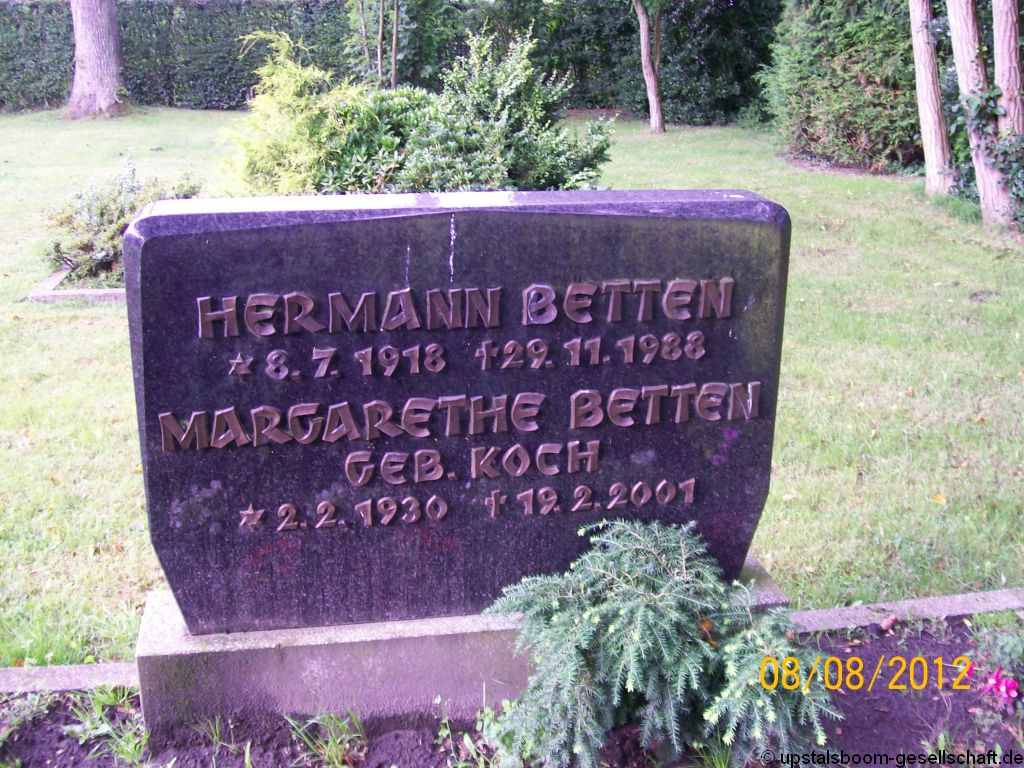 HERMANN BETTEN
* 8. 7. 1918 † 29. 11. 1988
MARGARETHE BETTEN
GEB. KOCH
* 2. 2. 1930 † 19. 2. 2001
08/08/2012
© upstalsboom-gesellschaft.de